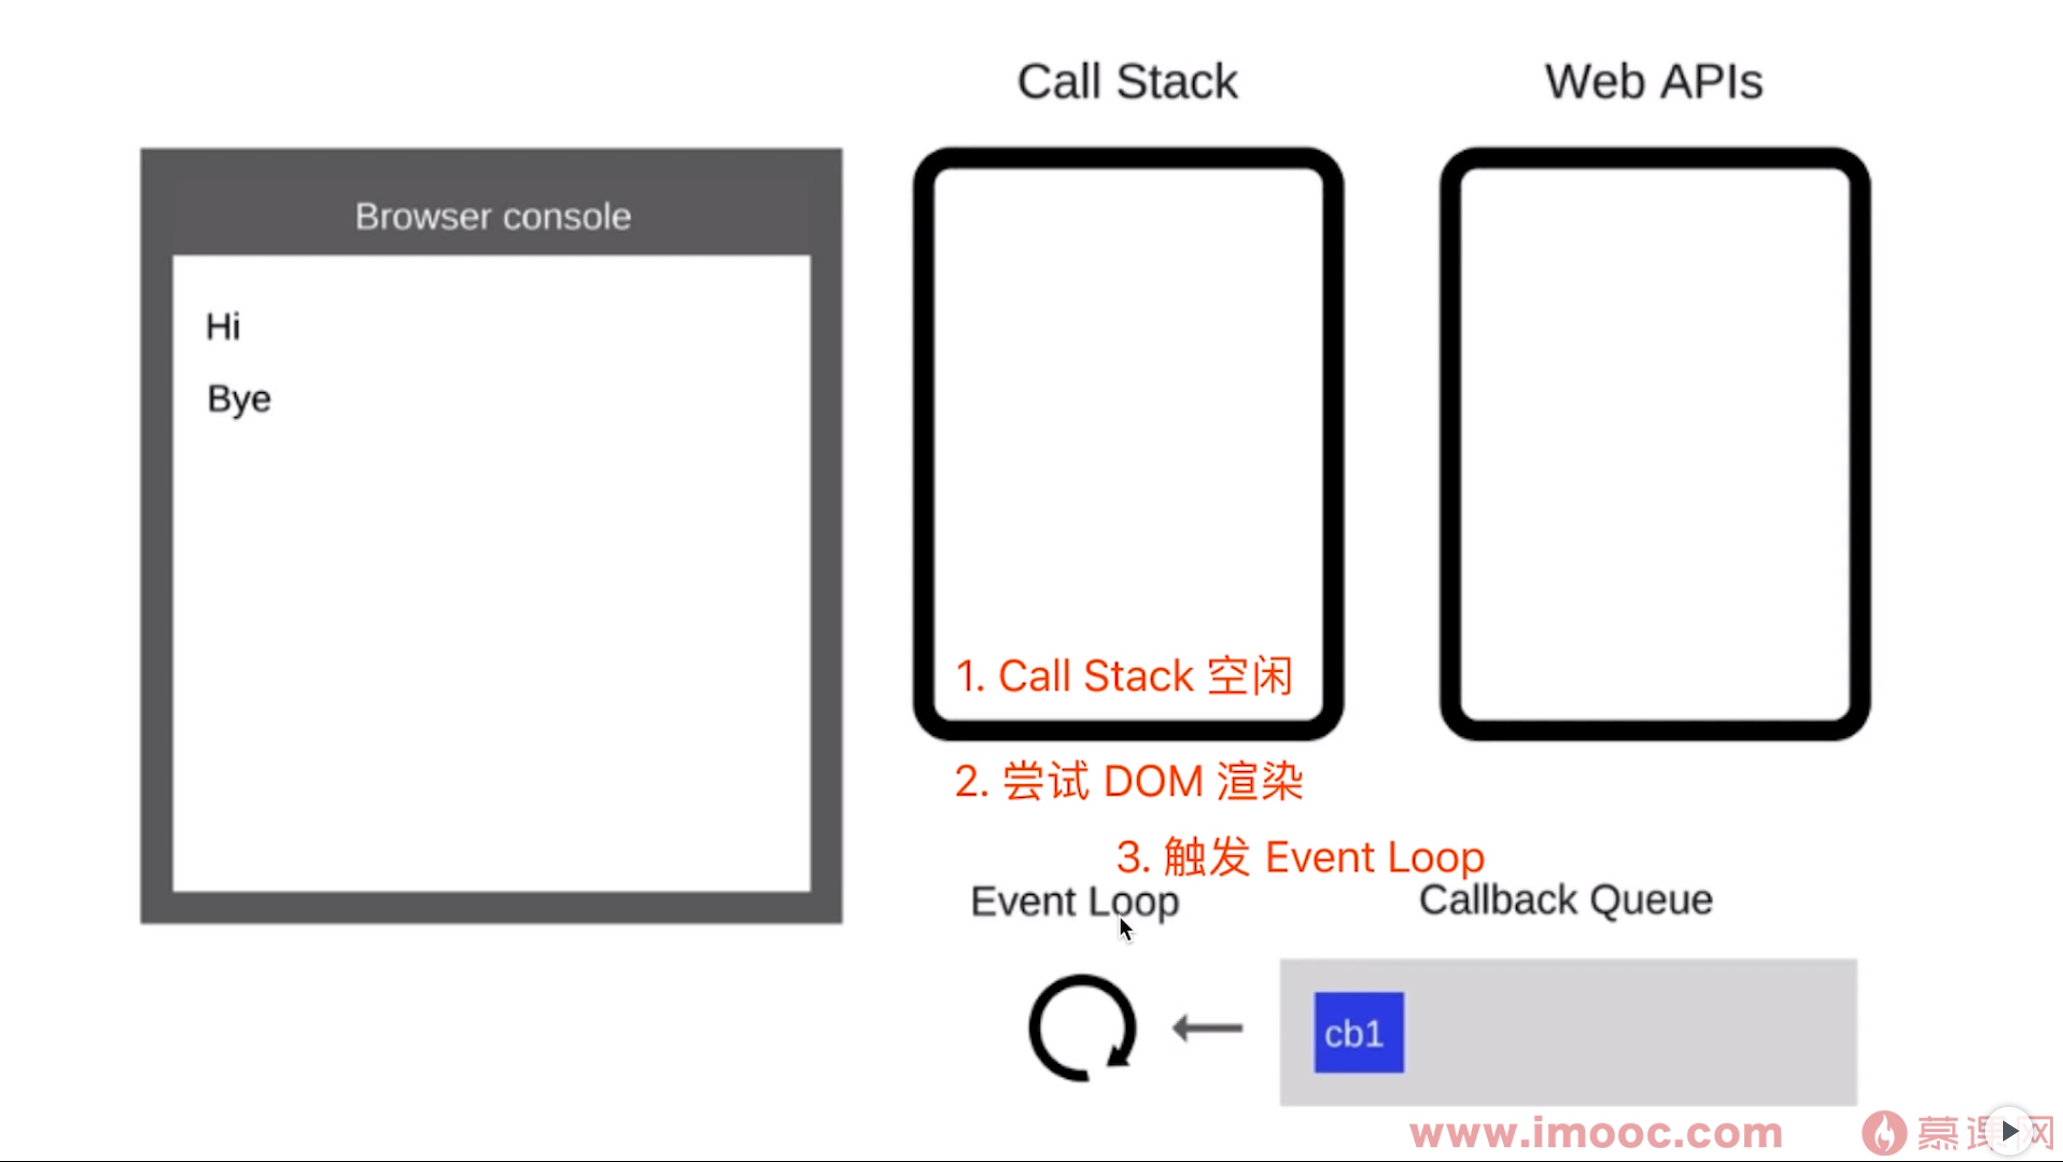 Call Stack
Web APIs
Browser console
Hi
Bye
1. Call Stack 空闲
2. 尝试 DOM 渲染
3. 触发 Event Loop
Event Loop
Callback Queue
cb1
www.imooc.com
慕课网